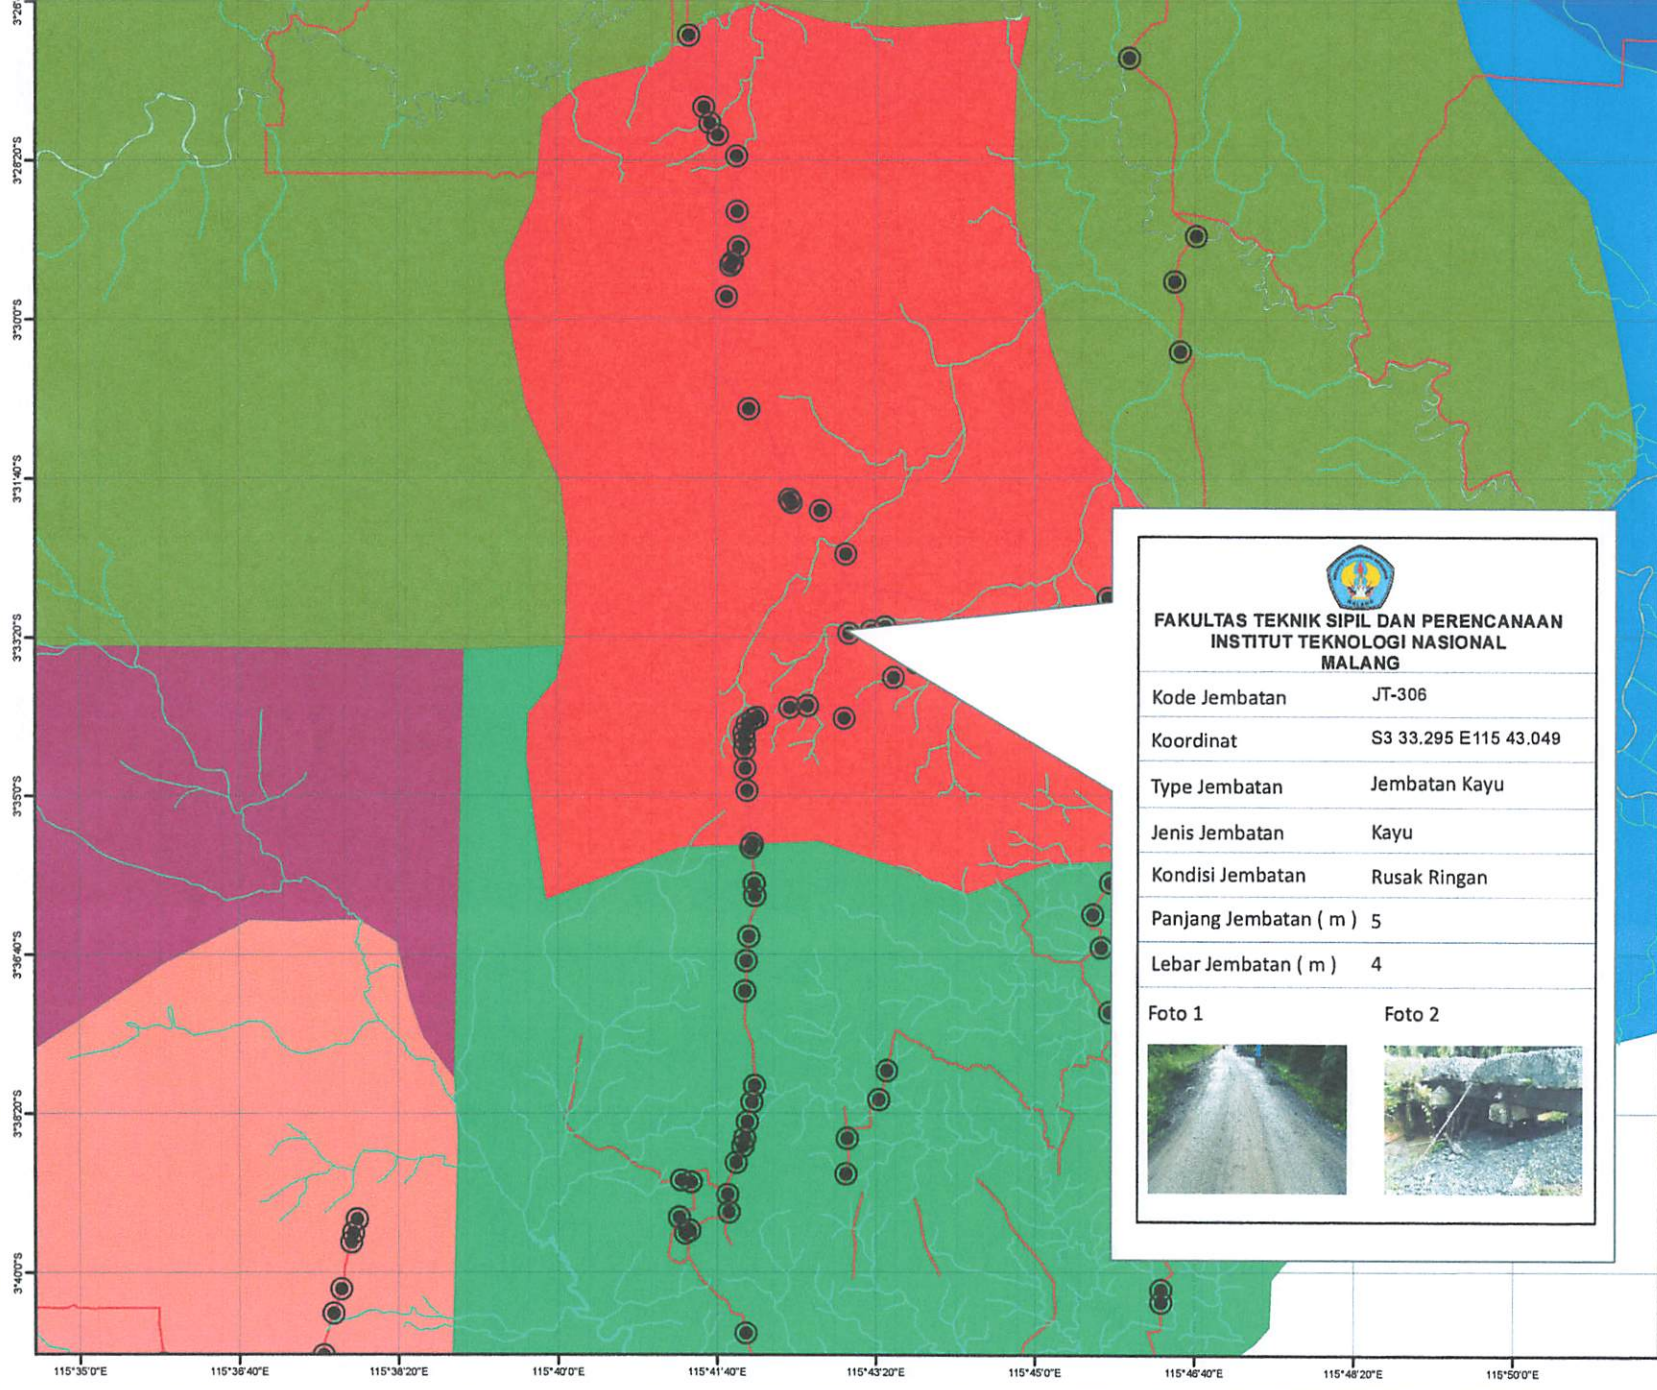 3°26'
3°28'20"S
3°30'0"S
3°31'40"S
3°33'20"S
3°35'0"S
3°36'40"S
3°38'20"S
3°40'0"S
FAKULTAS TEKNIK SIPIL DAN PERENCANAAN
INSTITUT TEKNOLOGI NASIONAL
MALANG
Kode Jembatan JT-306
Koordinat S3 33.295 E115 43.049
Type Jembatan Jembatan Kayu
Jenis Jembatan Kayu
Kondisi Jembatan Rusak Ringan
Panjang Jembatan ( m ) 5
Lebar Jembatan ( m ) 4
Foto 1 Foto 2
115°35'0"E 115°36'40"E 115°38'20"E 115°40'0"E 115°41'40"E 115°43'20"E 115°45'0"E 115°46'40"E 115°48'20"E 115°50'0"E